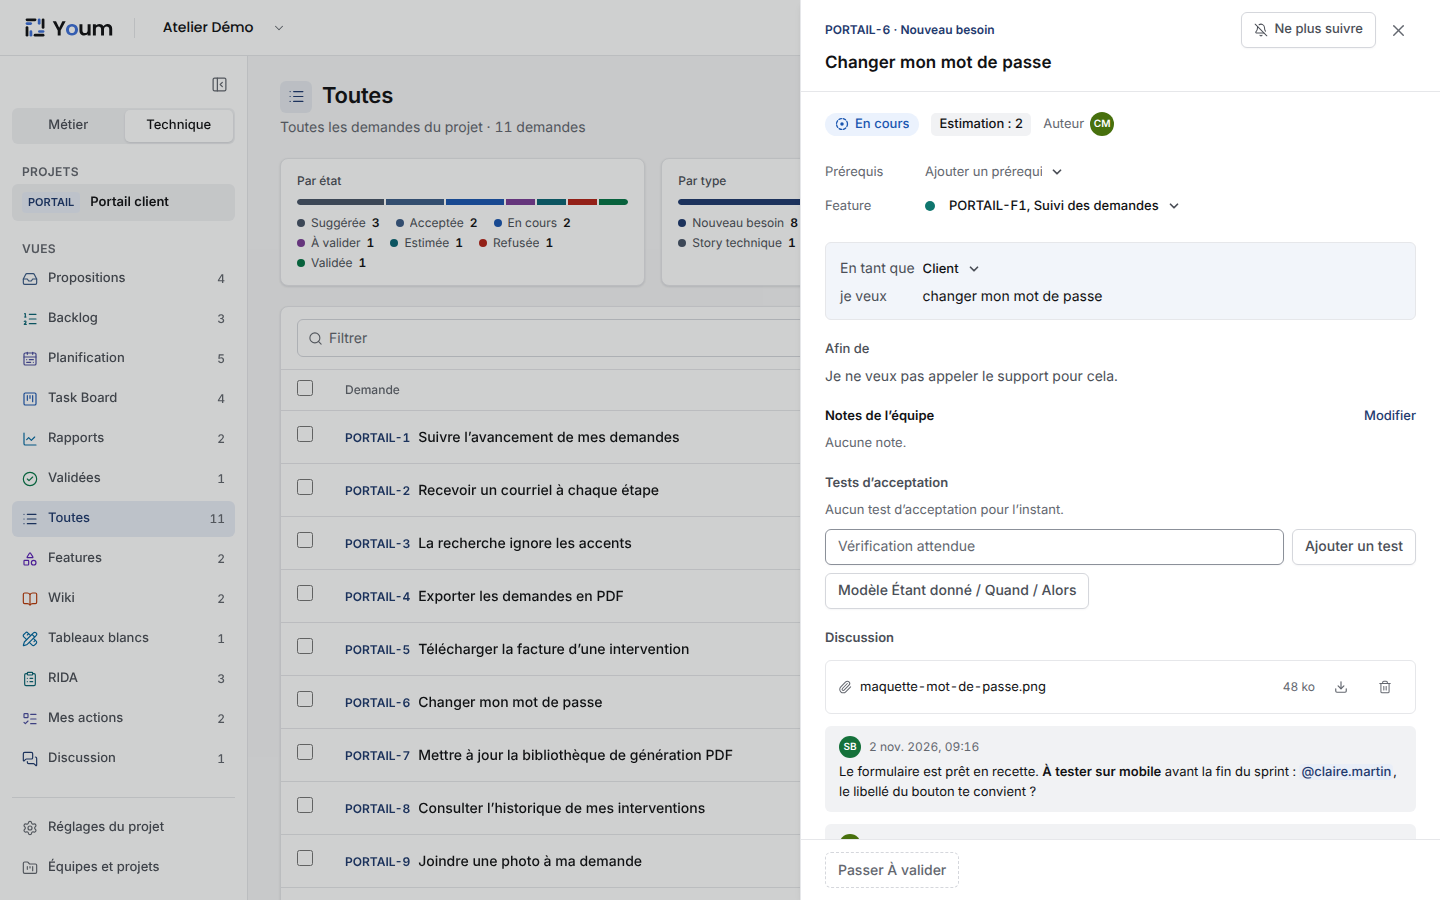 Youm
Atelier Démo
Métier
Technique
PROJETS
PORTAIL Portail client
VUES
Propositions 4
Backlog 3
Planification 5
Task Board 4
Rapports 2
Validées 1
Toutes 11
Features 2
Wiki 2
Tableaux blancs 1
RIDA 3
Mes actions 2
Discussion 1
Réglages du projet
Équipes et projets
Toutes
Toutes les demandes du projet · 11 demandes
Par état
Suggérée 3 Acceptée 2 En cours 2
À valider 1 Estimée 1 Refusée 1
Validée 1
Par type
Nouveau besoin 8
Story technique 1
Filtrer
Demande
PORTAIL-1 Suivre l’avancement de mes demandes
PORTAIL-2 Recevoir un courriel à chaque étape
PORTAIL-3 La recherche ignore les accents
PORTAIL-4 Exporter les demandes en PDF
PORTAIL-5 Télécharger la facture d’une intervention
PORTAIL-6 Changer mon mot de passe
PORTAIL-7 Mettre à jour la bibliothèque de génération PDF
PORTAIL-8 Consulter l’historique de mes interventions
PORTAIL-9 Joindre une photo à ma demande
PORTAIL-6 · Nouveau besoin
Ne plus suivre
Changer mon mot de passe
En cours Estimation : 2 Auteur CM
Prérequis Ajouter un prérequi
Feature PORTAIL-F1, Suivi des demandes
En tant que Client
je veux changer mon mot de passe
Afin de
Je ne veux pas appeler le support pour cela.
Notes de l’équipe Modifier
Aucune note.
Tests d’acceptation
Aucun test d’acceptation pour l’instant.
Vérification attendue Ajouter un test
Modèle Étant donné / Quand / Alors
Discussion
maquette-mot-de-passe.png 48 ko
SB 2 nov. 2026, 09:16
Le formulaire est prêt en recette. À tester sur mobile avant la fin du sprint : @claire.martin,
le libellé du bouton te convient ?
Passer À valider